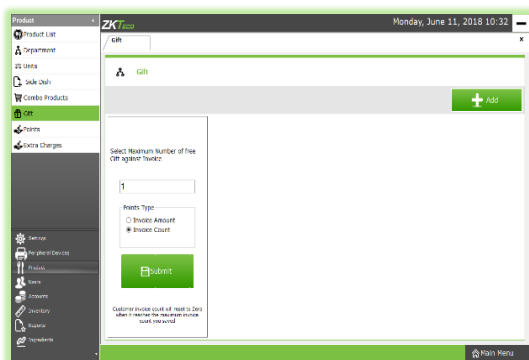 Product
ZKTeco
Monday, June 11, 2018 10:32
Product List
Department
Units
Side Dish
Combo Products
Gift
Points
Extra Charges
Gift
x
Gift
Add
Select Maximum Number of free
Gift against Invoice
1
Points Type
Invoice Amount
Invoice Count
Submit
Customer invoice count will reset to Zero
when it reaches the maximum invoice
count you saved
Settings
Peripheral Devices
Product
Users
Accounts
Inventory
Reports
Ingredients
Main Menu